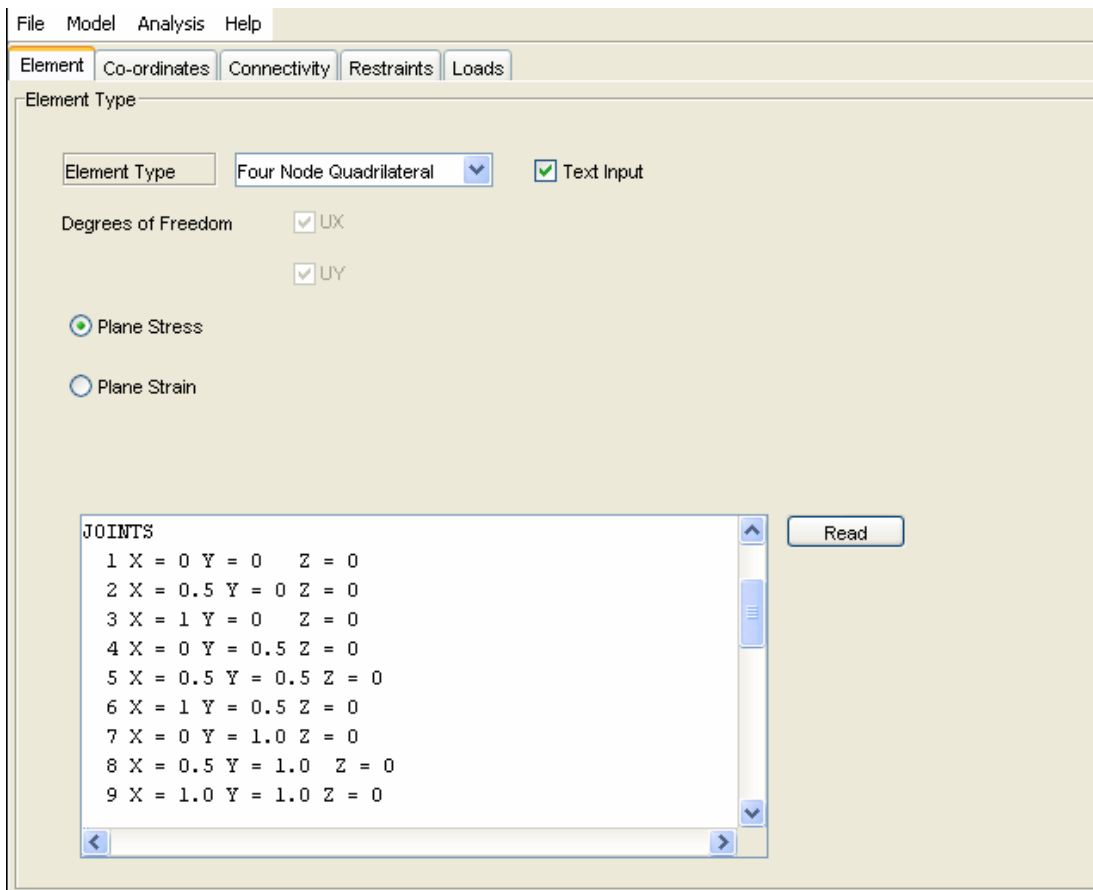 File Model Analysis Help
Element Co-ordinates Connectivity Restraints Loads
Element Type
Element Type Four Node Quadrilateral Text Input
Degrees of Freedom UX
UY
Plane Stress
Plane Strain
JOINTS
1 X = 0 Y = 0   Z = 0
2 X = 0.5 Y = 0 Z = 0
3 X = 1 Y = 0   Z = 0
4 X = 0 Y = 0.5 Z = 0
5 X = 0.5 Y = 0.5 Z = 0
6 X = 1 Y = 0.5 Z = 0
7 X = 0 Y = 1.0 Z = 0
8 X = 0.5 Y = 1.0  Z = 0
9 X = 1.0 Y = 1.0 Z = 0
Read